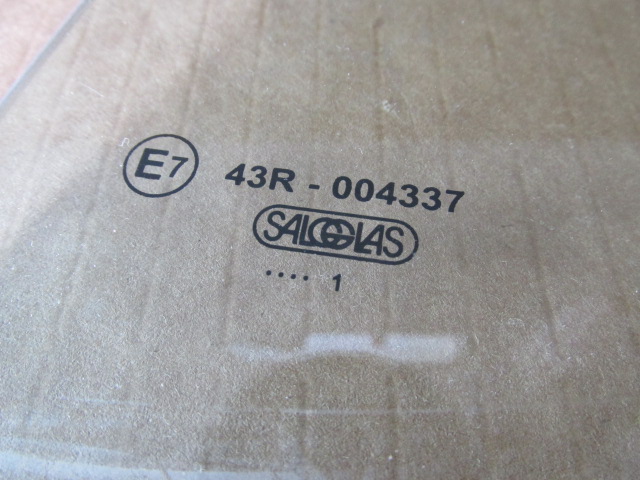 E7 43R - 004337
SALGGLAS
.... 1